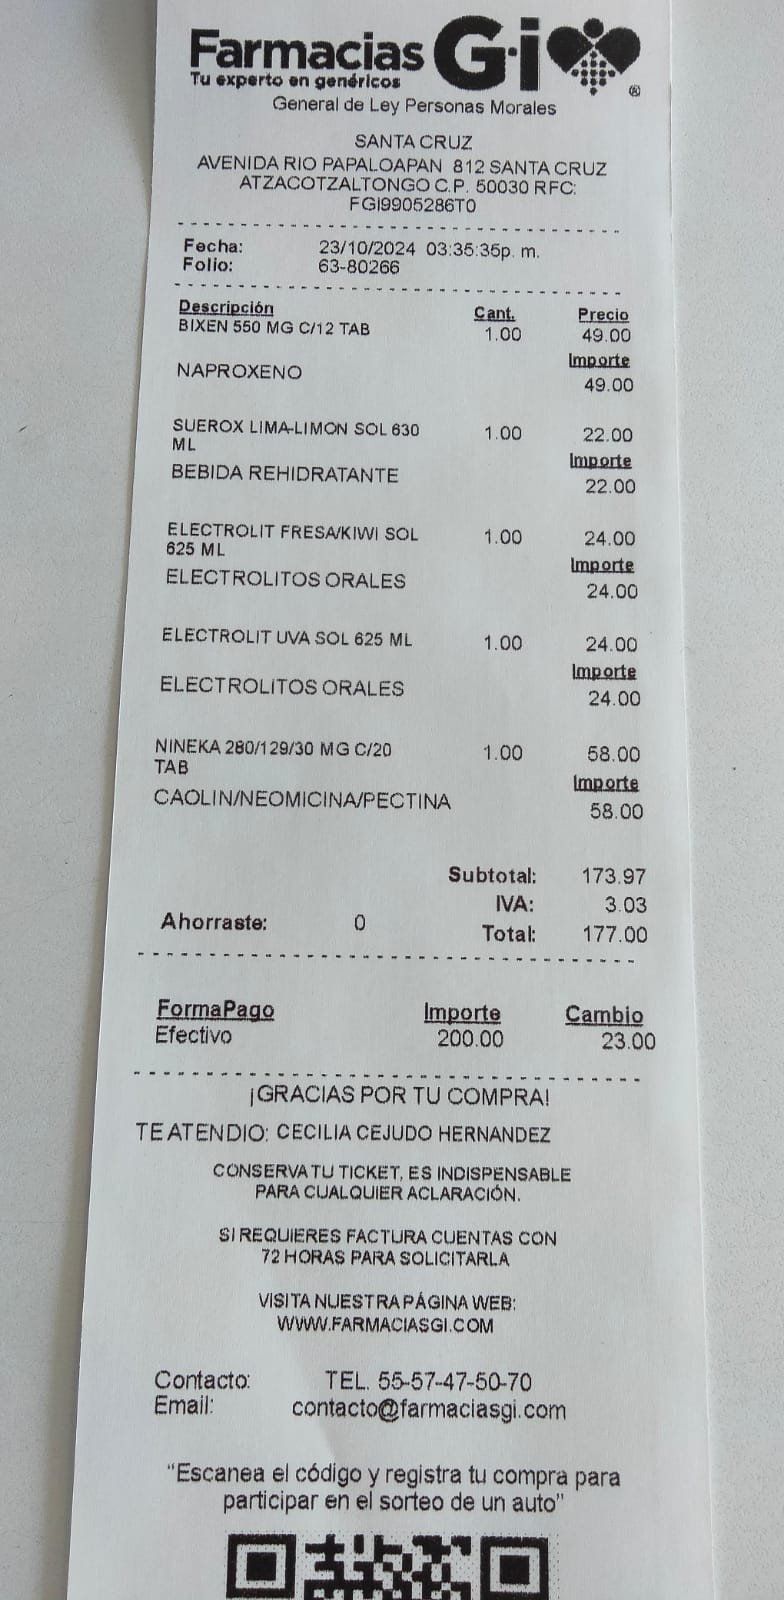 Farmacias G·i ®
Tu experto en genéricos
General de Ley Personas Morales
SANTA CRUZ
AVENIDA RIO PAPALOAPAN 812 SANTA CRUZ
ATZACOTZALTONGO C.P. 50030 RFC:
FGI9905286T0
Fecha: 23/10/2024 03:35:35p. m.
Folio: 63-80266
Descripción Cant. Precio
BIXEN 550 MG C/12 TAB 1.00 49.00
Importe
NAPROXENO 49.00
SUEROX LIMA-LIMON SOL 630 1.00 22.00
ML
Importe
BEBIDA REHIDRATANTE 22.00
ELECTROLIT FRESA/KIWI SOL 1.00 24.00
625 ML
Importe
ELECTROLITOS ORALES 24.00
ELECTROLIT UVA SOL 625 ML 1.00 24.00
Importe
ELECTROLITOS ORALES 24.00
NINEKA 280/129/30 MG C/20 1.00 58.00
TAB
Importe
CAOLIN/NEOMICINA/PECTINA 58.00
Subtotal: 173.97
IVA: 3.03
Ahorraste: 0 Total: 177.00
FormaPago Importe Cambio
Efectivo 200.00 23.00
¡GRACIAS POR TU COMPRA!
TE ATENDIO: CECILIA CEJUDO HERNANDEZ
CONSERVA TU TICKET, ES INDISPENSABLE
PARA CUALQUIER ACLARACIÓN.
SI REQUIERES FACTURA CUENTAS CON
72 HORAS PARA SOLICITARLA
VISITA NUESTRA PÁGINA WEB:
WWW.FARMACIASGI.COM
Contacto: TEL. 55-57-47-50-70
Email: contacto@farmaciasgi.com
"Escanea el código y registra tu compra para
participar en el sorteo de un auto"